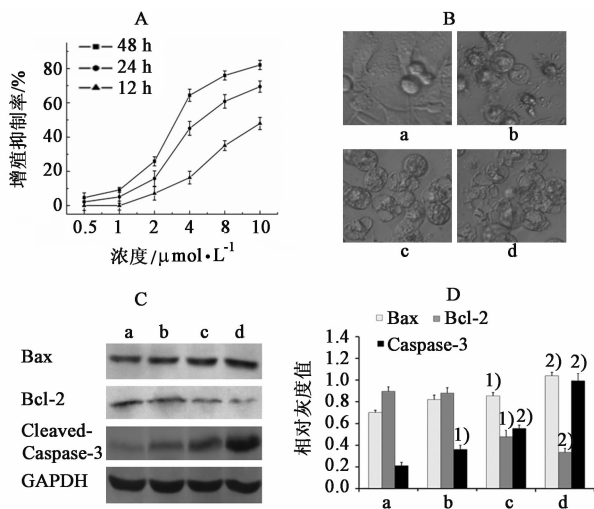 A
48 h
24 h
12 h
增殖抑制率/%
80
60
40
20
0
0.5 1 2 4 8 10
浓度/μmol·L⁻¹
B
a b
c d
C
a b c d
Bax
Bcl-2
Cleaved-
Caspase-3
GAPDH
D
Bax Bcl-2
Caspase-3
相对灰度值
1.4
1.2
1.0
0.8
0.6
0.4
0.2
0.0
1) 1) 1) 2) 2) 2) 2)
a b c d